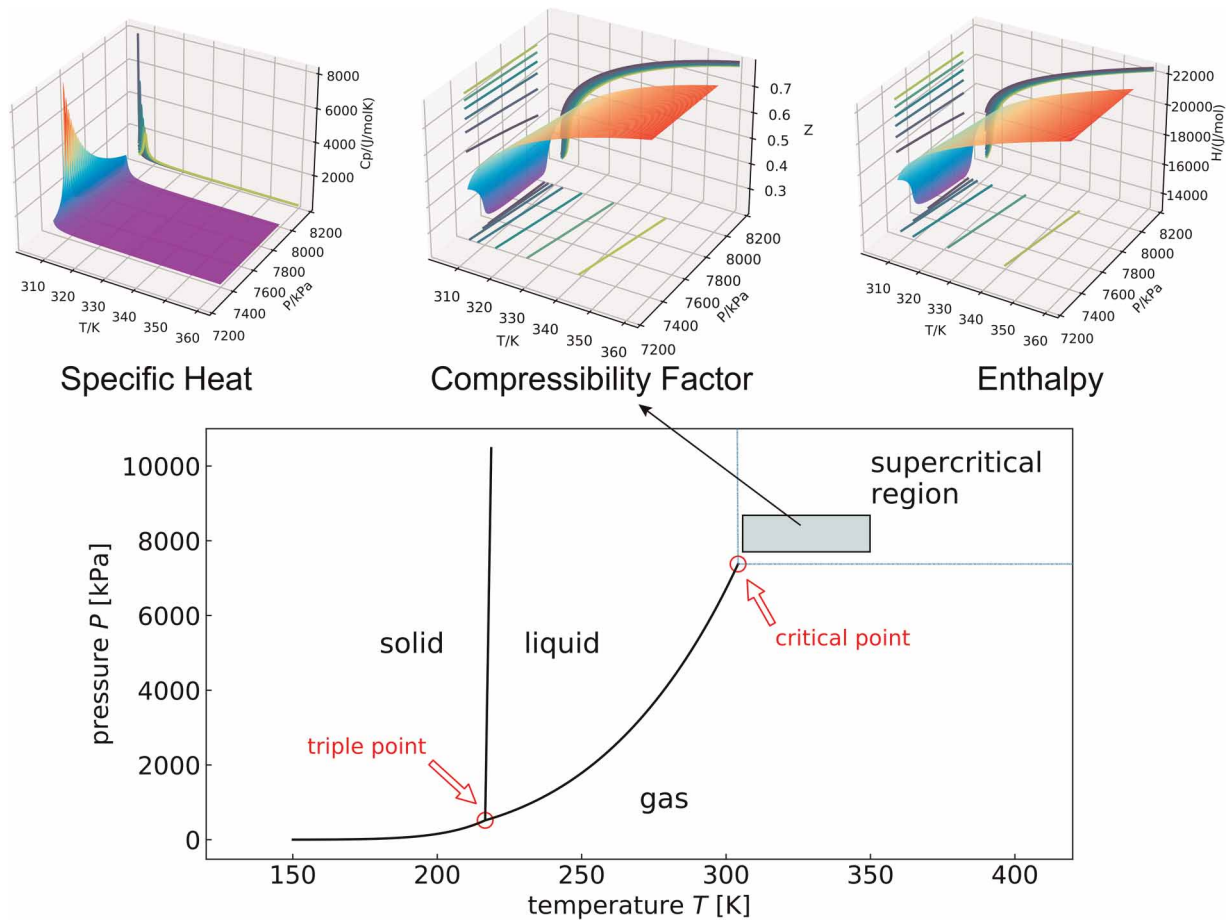 8000
6000
4000
2000
Cp/(J/molK)
310
320
330
340
350
360
T/K
7200
7400
7600
7800
8000
8200
P/kPa
0.7
0.6
0.5
0.4
0.3
Z
310
320
330
340
350
360
T/K
7200
7400
7600
7800
8000
8200
P/kPa
22000
20000
18000
16000
14000
H/(J/mol)
310
320
330
340
350
360
T/K
7200
7400
7600
7800
8000
8200
P/kPa
Specific Heat
Compressibility Factor
Enthalpy
10000
8000
6000
4000
2000
0
pressure P [kPa]
supercritical
region
solid
liquid
critical point
triple point
gas
150
200
250
300
350
400
temperature T [K]